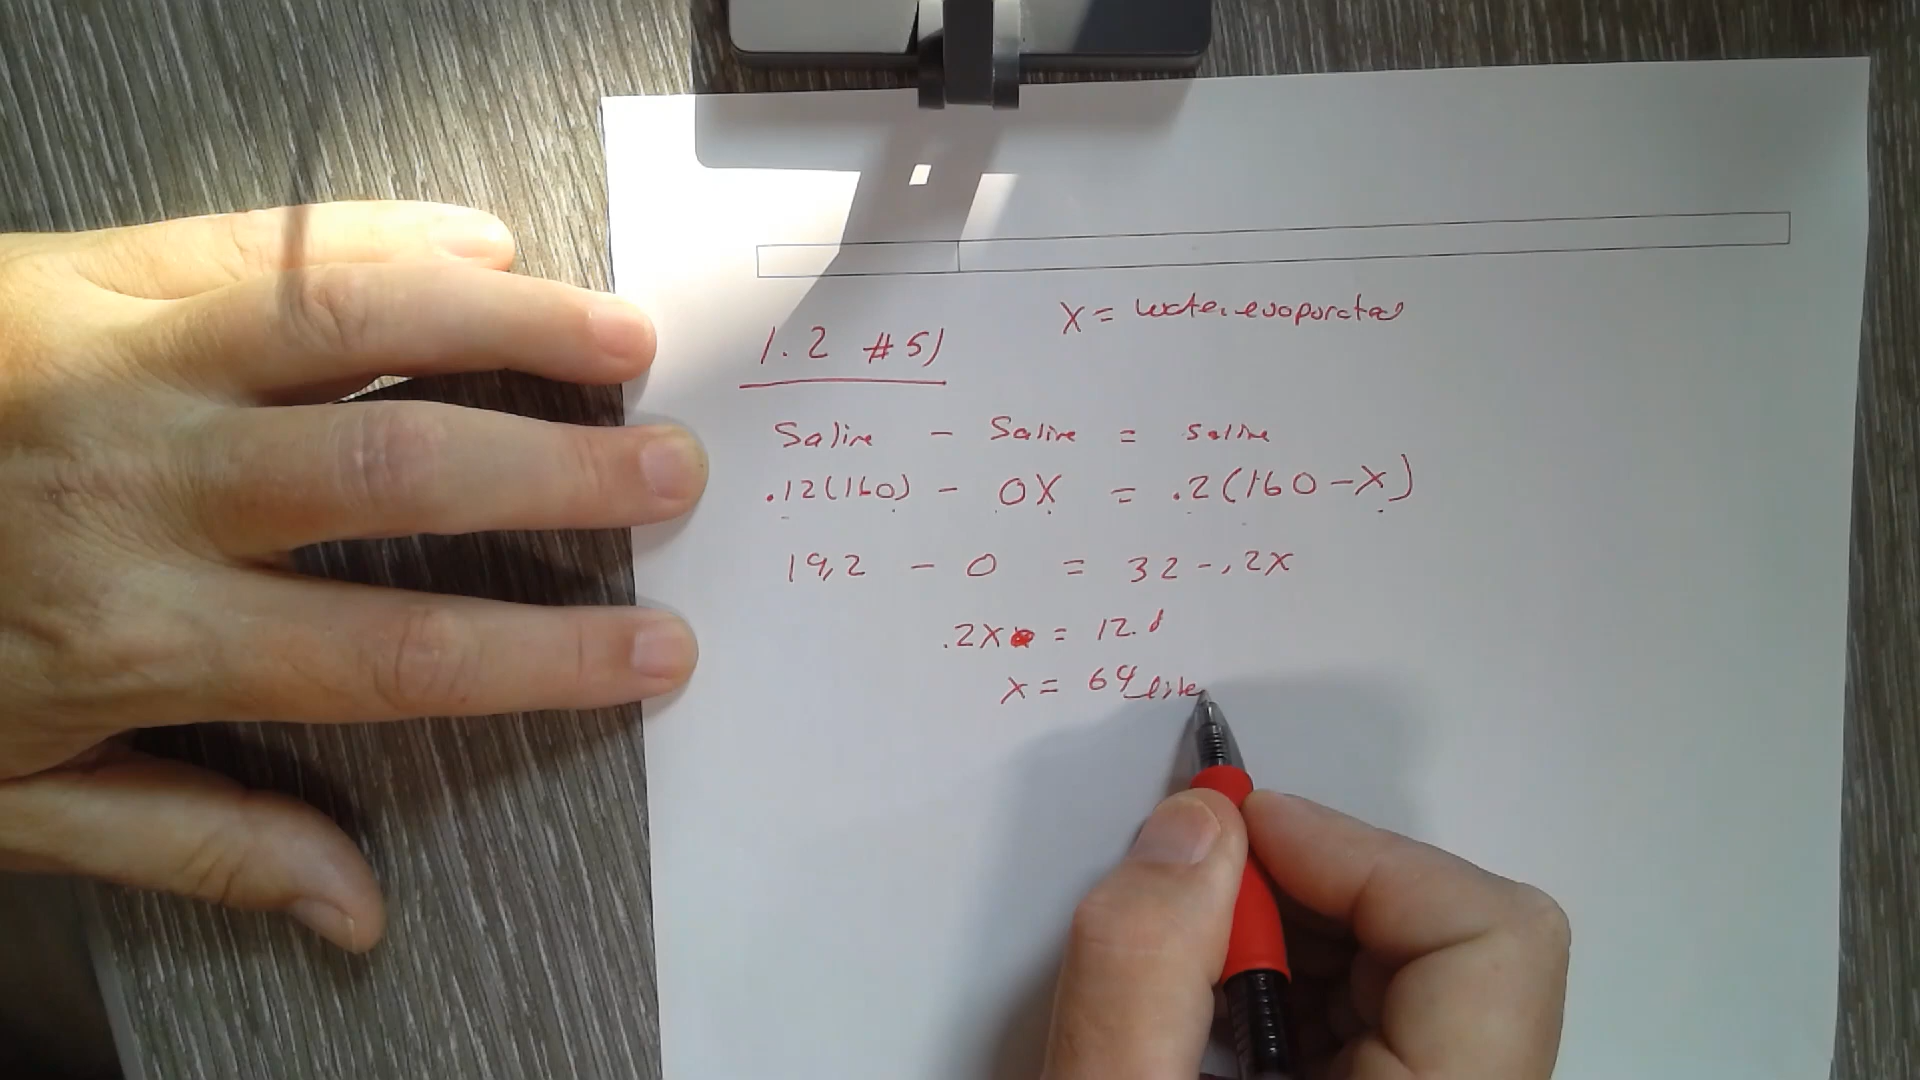 X = water evaporated
1.2 #51
Saline - Saline = saline
.12(160) - 0X = .2(160-X)
19.2 - 0 = 32-.2X
.2X = 12.8
x = 64 lite